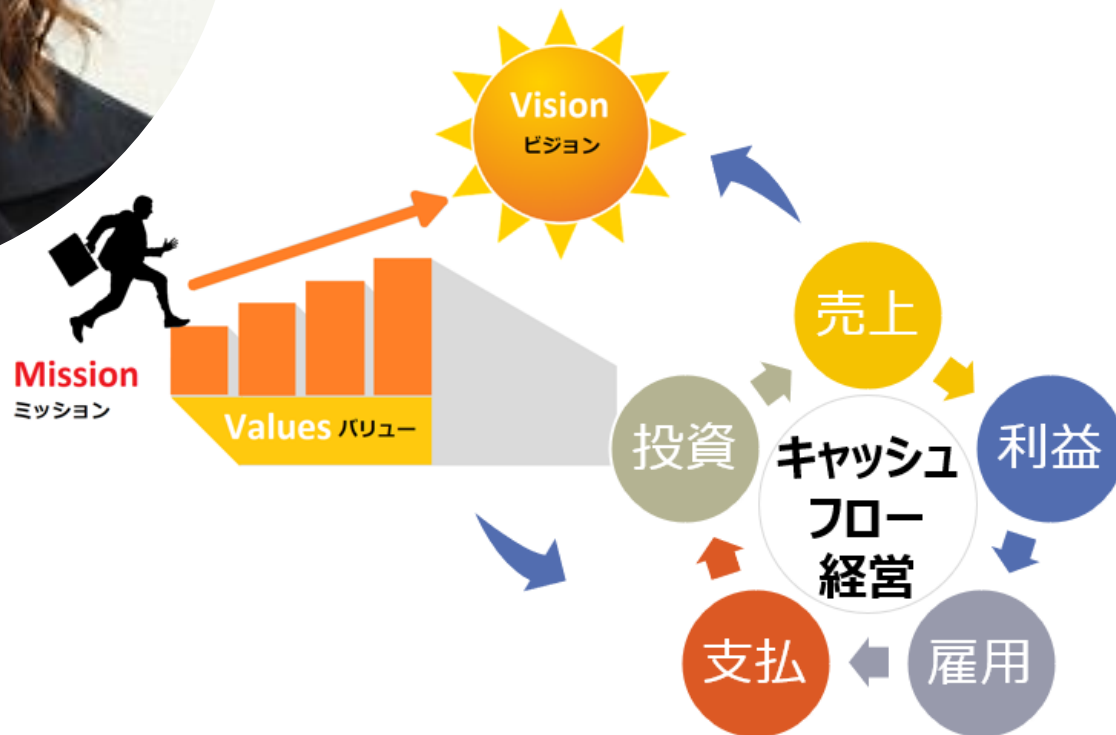 Vision
ビジョン
Mission
ミッション
Values バリュー
売上
利益
雇用
支払
投資
キャッシュ
フロー
経営